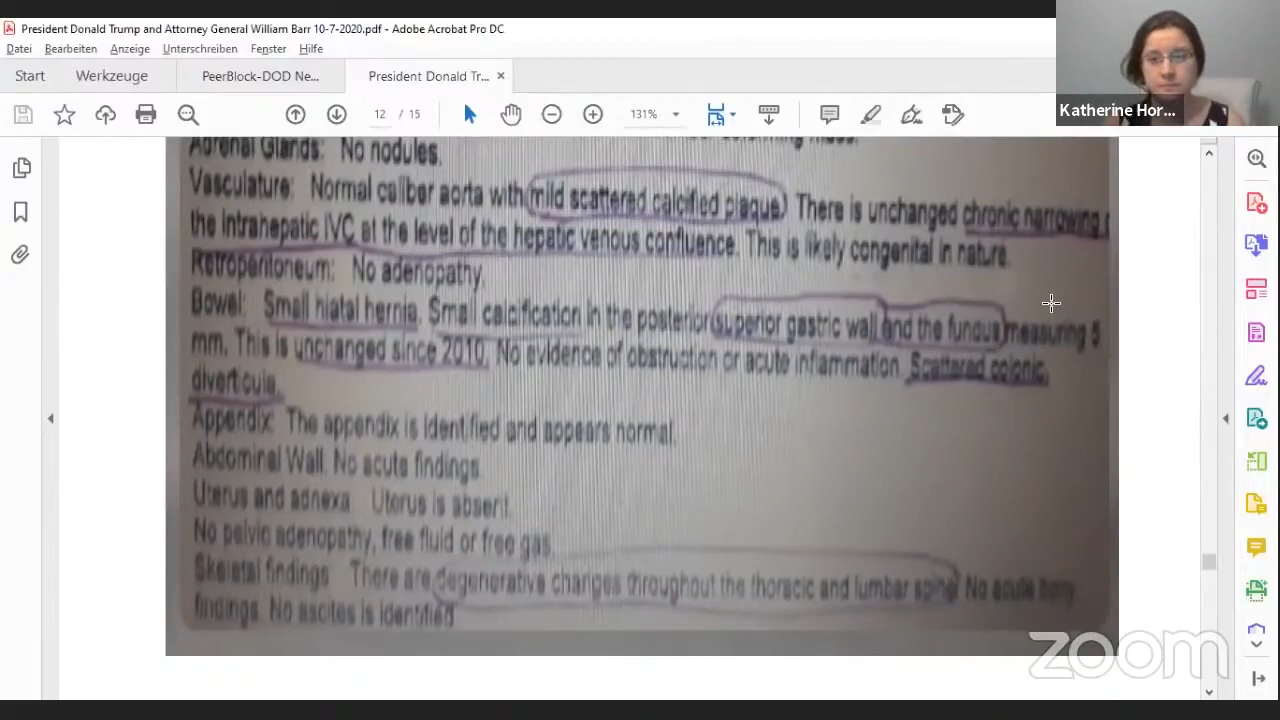 President Donald Trump and Attorney General William Barr 10-7-2020.pdf - Adobe Acrobat Pro DC
Datei Bearbeiten Anzeige Unterschreiben Fenster Hilfe
Start Werkzeuge PeerBlock-DOD Ne... President Donald Tr... ×
12 / 15 131%
Katherine Hor...
Adrenal Glands: No nodules.
Vasculature: Normal caliber aorta with mild scattered calcified plaque. There is unchanged chronic narrowing
the intrahepatic IVC at the level of the hepatic venous confluence. This is likely congenital in nature.
Retroperitoneum: No adenopathy.
Bowel: Small hiatal hernia. Small calcification in the posterior superior gastric wall and the fundus measuring 5
mm. This is unchanged since 2010. No evidence of obstruction or acute inflammation. Scattered colonic
diverticula.
Appendix: The appendix is identified and appears normal.
Abdominal Wall: No acute findings.
Uterus and adnexa: Uterus is absent.
No pelvic adenopathy, free fluid or free gas.
Skeletal findings: There are degenerative changes throughout the thoracic and lumbar spine. No acute bony
findings. No ascites is identified
zoom